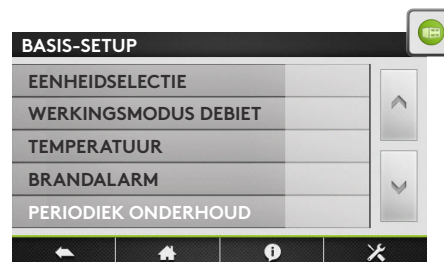 BASIS-SETUP
EENHEIDSELECTIE
WERKINGSMODUS DEBIET
TEMPERATUUR
BRANDALARM
PERIODIEK ONDERHOUD